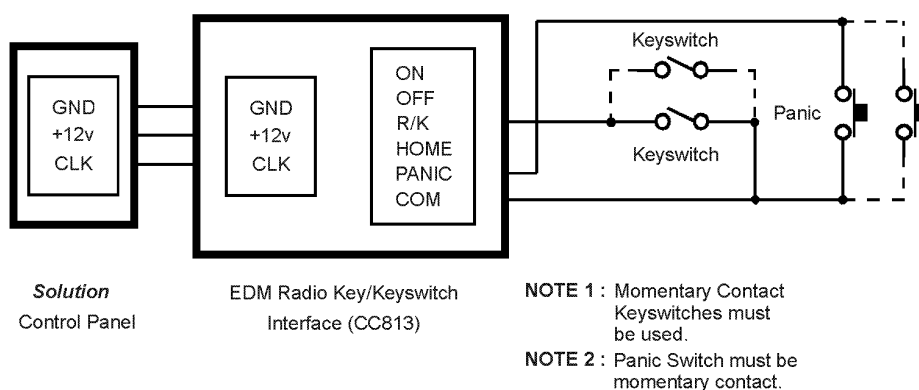 GND
+12v
CLK
GND
+12v
CLK
ON
OFF
R/K
HOME
PANIC
COM
Keyswitch
Keyswitch
Panic
Solution
Control Panel
EDM Radio Key/Keyswitch
Interface (CC813)
NOTE 1 : Momentary Contact
Keyswitches must
be used.
NOTE 2 : Panic Switch must be
momentary contact.